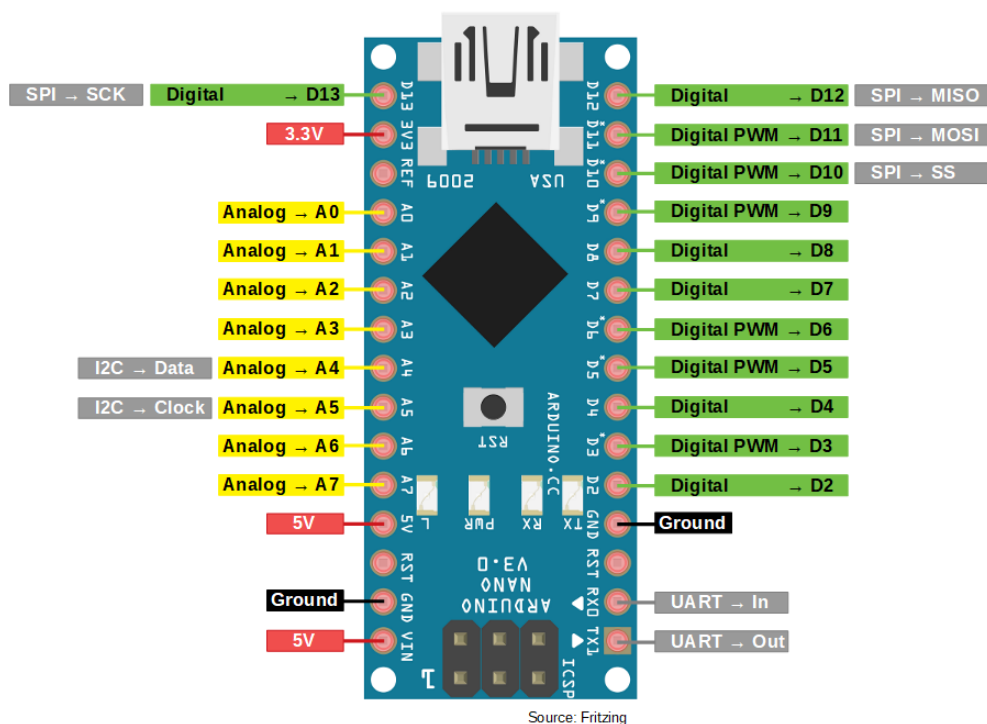 SPI → SCK Digital → D13 D13 D12 Digital → D12 SPI → MISO
3.3V 3V3 D11* Digital PWM → D11 SPI → MOSI
REF 2009 USA D10* Digital PWM → D10 SPI → SS
Analog → A0 A0 D9* Digital PWM → D9
Analog → A1 A1 D8 Digital → D8
Analog → A2 A2 D7 Digital → D7
Analog → A3 A3 D6* Digital PWM → D6
I2C → Data Analog → A4 A4 D5* Digital PWM → D5
I2C → Clock Analog → A5 A5 RST ARDUINO.CC D4 Digital → D4
Analog → A6 A6 D3* Digital PWM → D3
Analog → A7 A7 D2 Digital → D2
5V 5V L PWR RX TX GND Ground
RST RST
Ground GND RX0 UART → In
5V VIN TX1 UART → Out
ARDUINO
NANO
V3.0
1 ICSP
Source: Fritzing